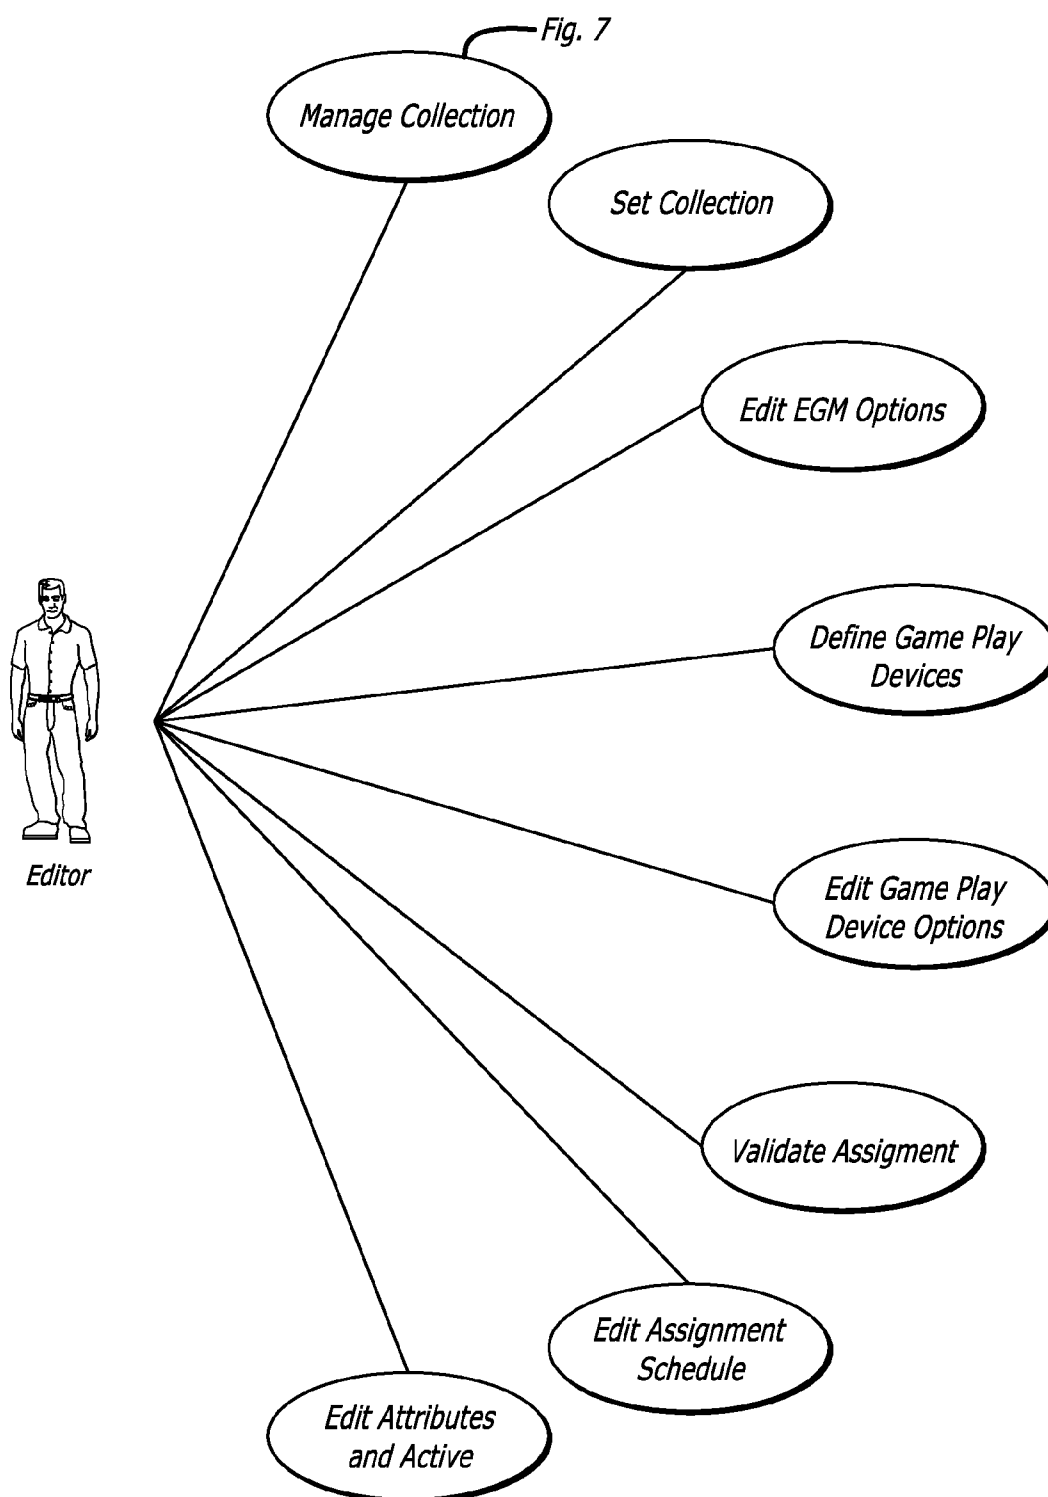 Fig. 7
Manage Collection
Set Collection
Edit EGM Options
Define Game Play
Devices
Editor
Edit Game Play
Device Options
Validate Assigment
Edit Assignment
Schedule
Edit Attributes
and Active